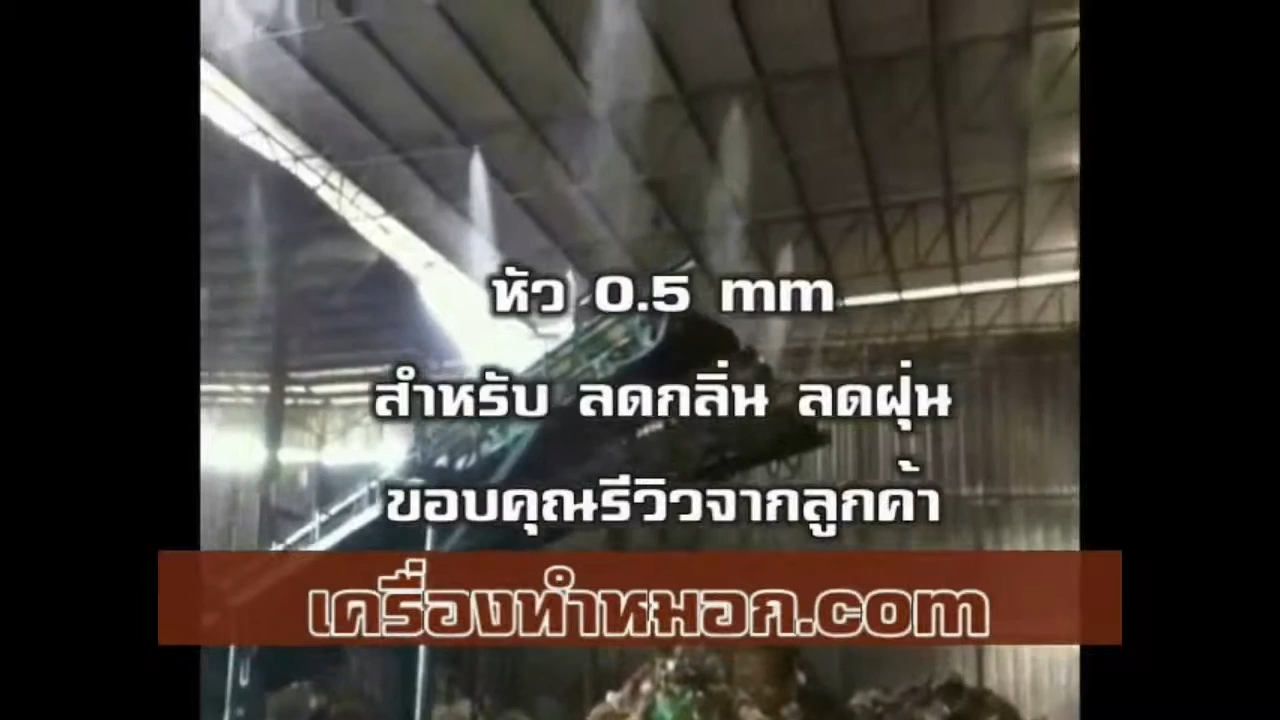 หัว 0.5 mm
สำหรับ ลดกลิ่น ลดฝุ่น
ขอบคุณรีวิวจากลูกค้า
เครื่องทำหมอก.com